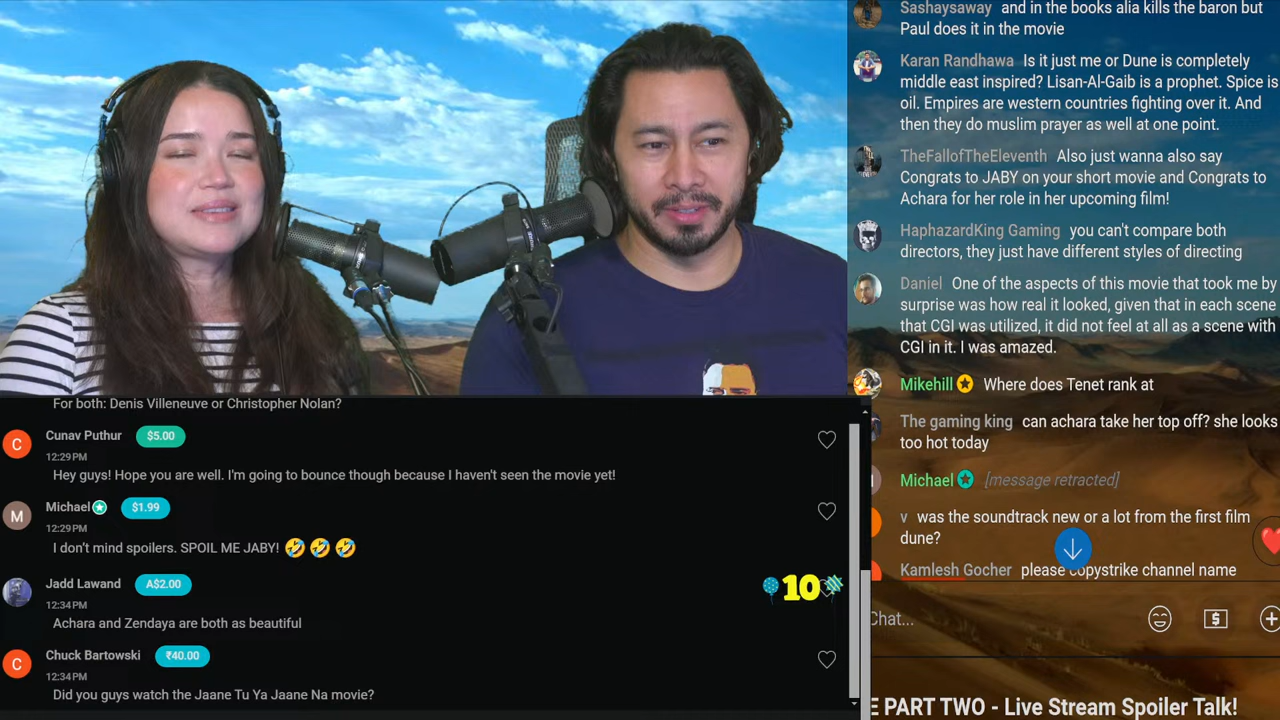 For both: Denis Villeneuve or Christopher Nolan?
C
Cunav Puthur $5.00
12:29 PM
Hey guys! Hope you are well. I'm going to bounce though because I haven't seen the movie yet!
M
Michael $1.99
12:29 PM
I don't mind spoilers. SPOIL ME JABY! 🤣 🤣 🤣
Jadd Lawand A$2.00
12:34 PM
Achara and Zendaya are both as beautiful
10
C
Chuck Bartowski ₹40.00
12:34 PM
Did you guys watch the Jaane Tu Ya Jaane Na movie?
Sashaysaway and in the books alia kills the baron but
Paul does it in the movie
Karan Randhawa Is it just me or Dune is completely
middle east inspired? Lisan-Al-Gaib is a prophet. Spice is
oil. Empires are western countries fighting over it. And
then they do muslim prayer as well at one point.
TheFallofTheEleventh Also just wanna also say
Congrats to JABY on your short movie and Congrats to
Achara for her role in her upcoming film!
HaphazardKing Gaming you can't compare both
directors, they just have different styles of directing
Daniel One of the aspects of this movie that took me by
surprise was how real it looked, given that in each scene
that CGI was utilized, it did not feel at all as a scene with
CGI in it. I was amazed.
Mikehill Where does Tenet rank at
The gaming king can achara take her top off? she looks
too hot today
Michael [message retracted]
v was the soundtrack new or a lot from the first film
dune?
Kamlesh Gocher please copystrike channel name
Chat...
$
E PART TWO - Live Stream Spoiler Talk!